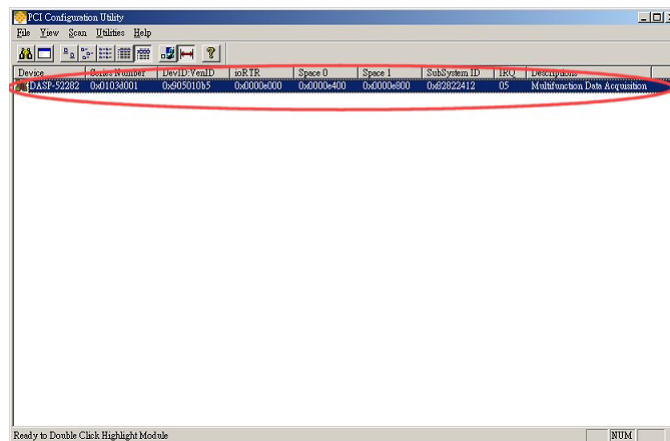 PCI Configuration Utility
File View Scan Utilities Help
Device Series Number DevID:VenID ioRTR Space 0 Space 1 SubSystem ID IRQ Descriptions
DASP-52282 0x0103d001 0x905010b5 0x0000e000 0x0000e400 0x0000e800 0x82822412 05 Multifunction Data Acquisition
Ready to Double Click Highlight Module NUM